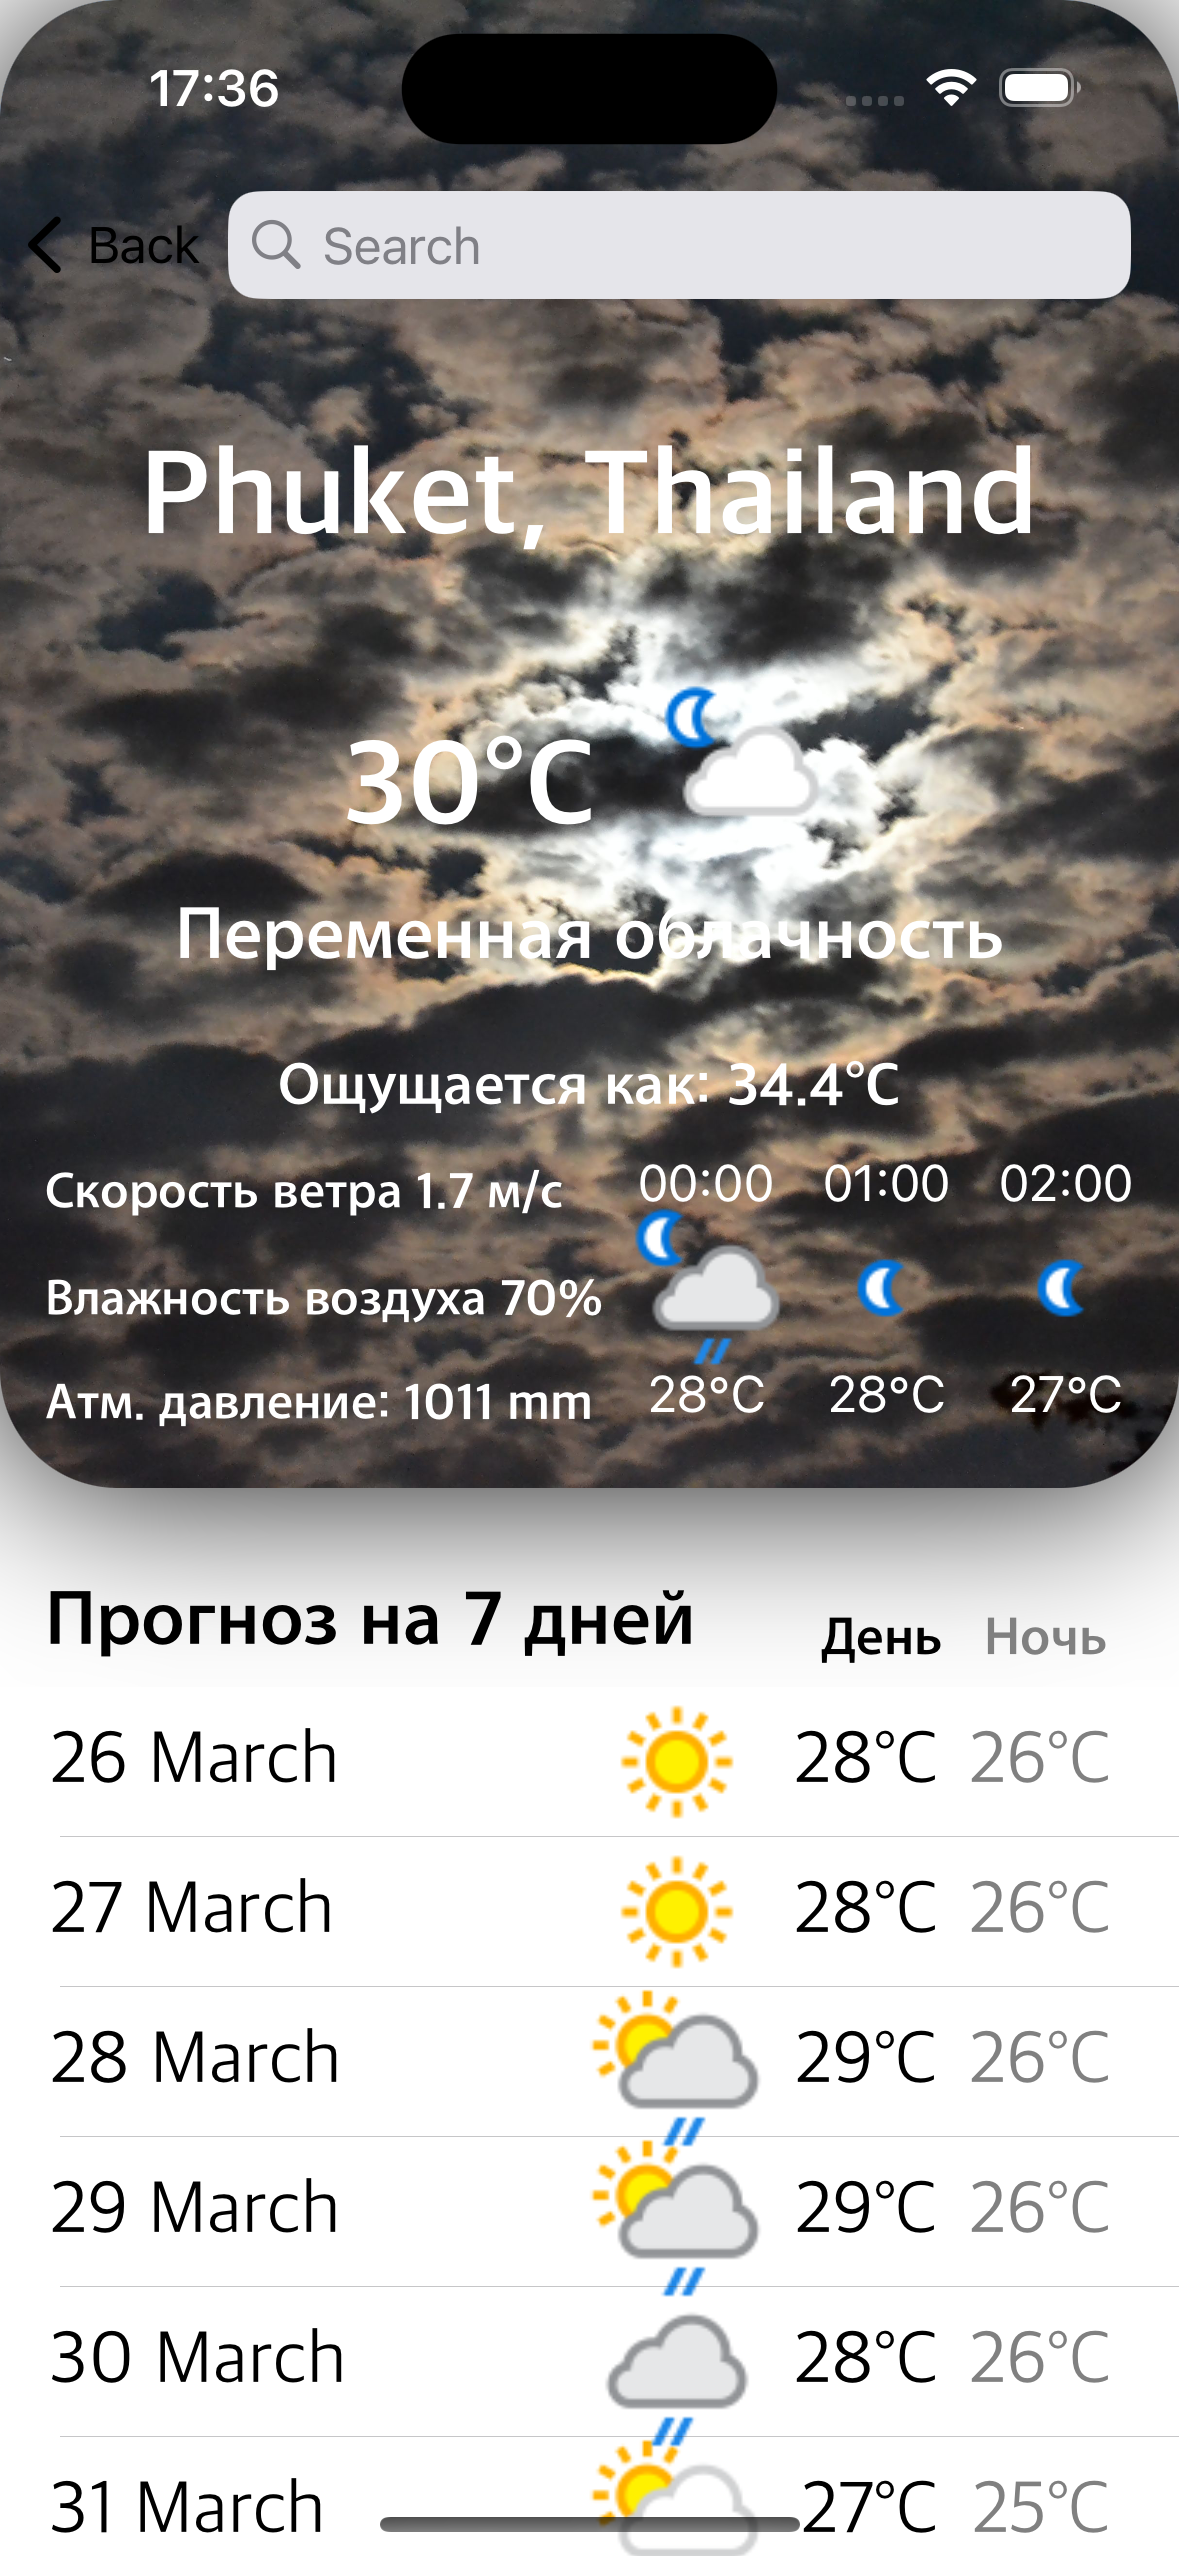 17:36
Back
Search
Phuket, Thailand
30°C
Переменная облачность
Ощущается как: 34.4°C
Скорость ветра 1.7 м/с
00:00 01:00 02:00
Влажность воздуха 70%
Атм. давление: 1011 mm
28°C 28°C 27°C
Прогноз на 7 дней День Ночь
26 March 28°C 26°C
27 March 28°C 26°C
28 March 29°C 26°C
29 March 29°C 26°C
30 March 28°C 26°C
31 March 27°C 25°C